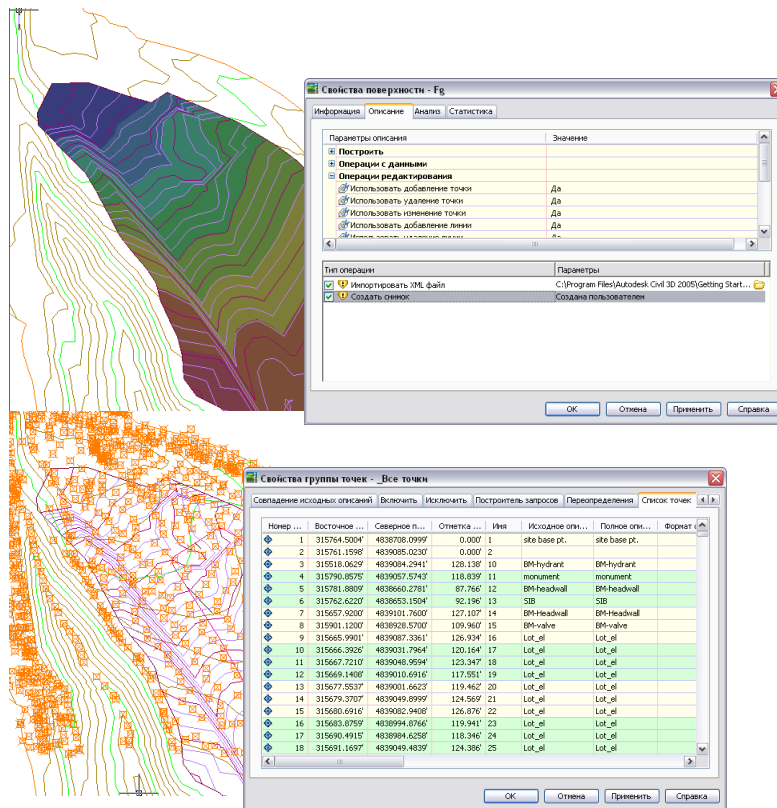 Свойства поверхности - Fg
Информация Описание Анализ Статистика
Параметры описания Значение
Построить
Операции с данными
Операции редактирования
Использовать добавление точки Да
Использовать удаление точки Да
Использовать изменение точки Да
Использовать добавление линии Да
Тип операции Параметры
Импортировать XML файл C:\Program Files\Autodesk Civil 3D 2005\Getting Start...
Создать снимок Создана пользователем
ОК Отмена Применить Справка
Свойства группы точек - _Все точки
Совпадение исходных описаний Включить Исключить Построитель запросов Переопределения Список точек
Номер ... Восточное ... Северное п... Отметка ... Имя Исходное опи... Полное опи... Формат
1 315764.5004' 4838708.0999' 0.000' 1 site base pt. site base pt.
2 315761.1598' 4839085.0230' 0.000' 2
3 315518.0629' 4839084.2941' 128.138' 10 BM-hydrant BM-hydrant
4 315790.8575' 4839057.5743' 118.839' 11 monument monument
5 315781.8809' 4838660.2781' 87.766' 12 BM-headwall BM-headwall
6 315762.6220' 4838653.1504' 92.196' 13 SIB SIB
7 315657.9200' 4839101.7600' 127.107' 14 BM-Headwall BM-Headwall
8 315901.1200' 4838928.5700' 109.960' 15 BM-valve BM-valve
9 315665.9901' 4839087.3361' 126.934' 16 Lot_el Lot_el
10 315666.3926' 4839031.7964' 120.164' 17 Lot_el Lot_el
11 315667.7210' 4839048.9594' 123.347' 18 Lot_el Lot_el
12 315669.1408' 4839010.6916' 117.551' 19 Lot_el Lot_el
13 315677.5537' 4839001.6623' 119.462' 20 Lot_el Lot_el
14 315679.3707' 4839049.8999' 124.569' 21 Lot_el Lot_el
15 315680.6916' 4839082.9408' 126.876' 22 Lot_el Lot_el
16 315683.8759' 4838994.8766' 119.941' 23 Lot_el Lot_el
17 315690.4915' 4838984.6258' 118.346' 24 Lot_el Lot_el
18 315691.1697' 4839049.4839' 124.386' 25 Lot_el Lot_el
ОК Отмена Применить Справка